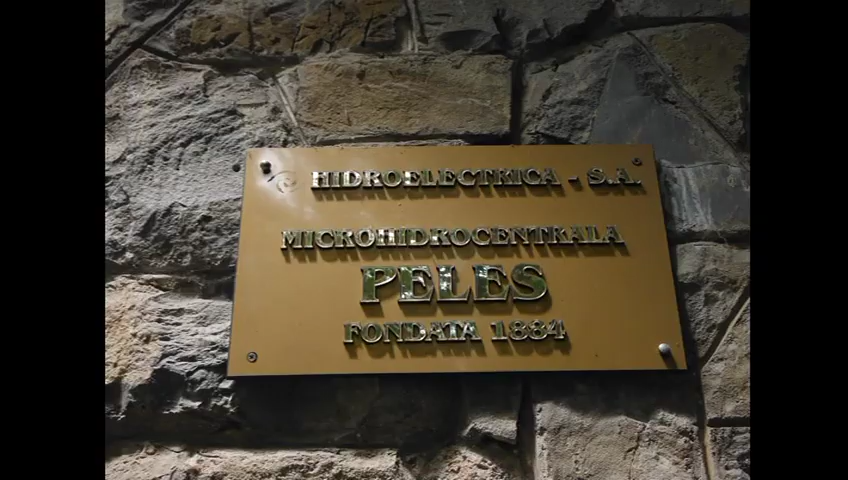 HIDROELECTRICA - S.A.
MICROHIDROCENTRALA
PELES
FONDATA 1884